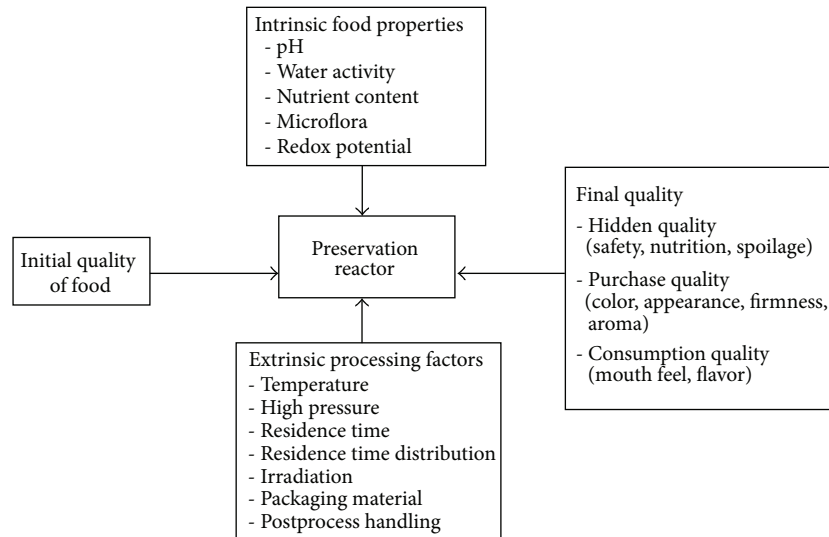 Intrinsic food properties
- pH
- Water activity
- Nutrient content
- Microflora
- Redox potential
Initial quality
of food
Preservation
reactor
Final quality
- Hidden quality
(safety, nutrition, spoilage)
- Purchase quality
(color, appearance, firmness,
aroma)
- Consumption quality
(mouth feel, flavor)
Extrinsic processing factors
- Temperature
- High pressure
- Residence time
- Residence time distribution
- Irradiation
- Packaging material
- Postprocess handling